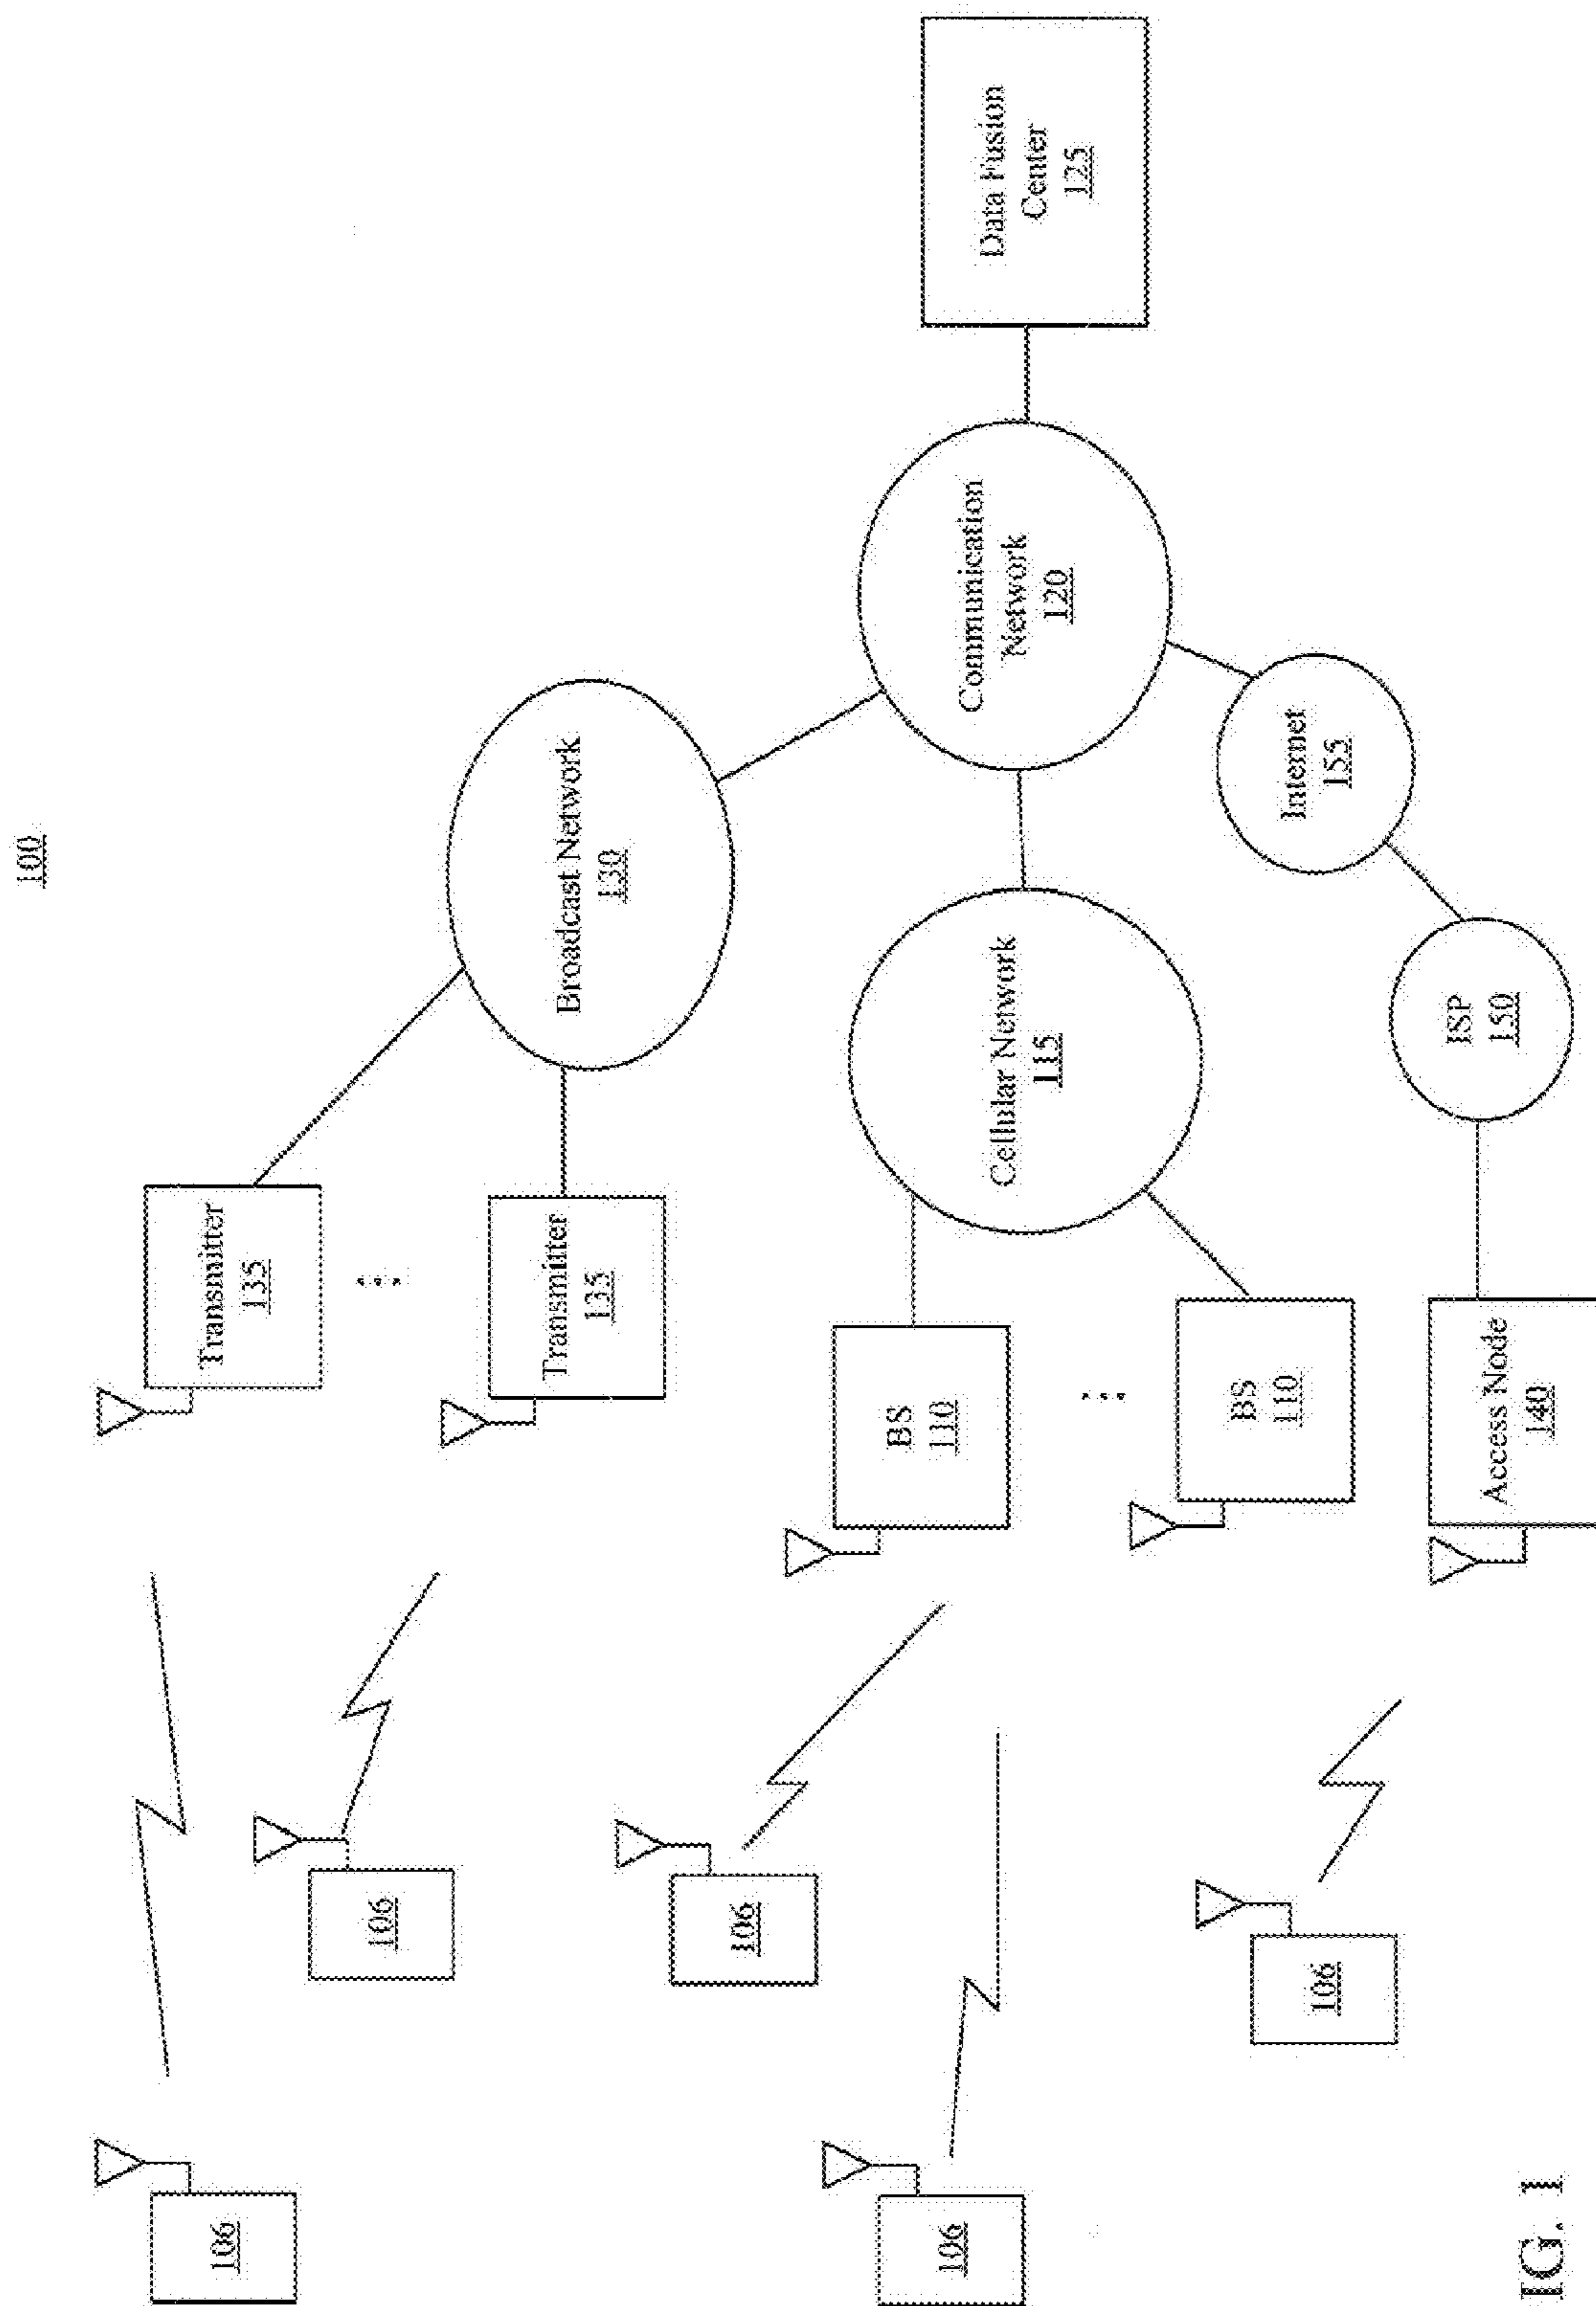 100
106
106
106
106
106
Transmitter
135
Transmitter
135
BS
110
BS
110
Access Node
140
Broadcast Network
130
Cellular Network
115
ISP
150
Internet
155
Communication
Network
120
Data Fusion
Center
125
IG. 1